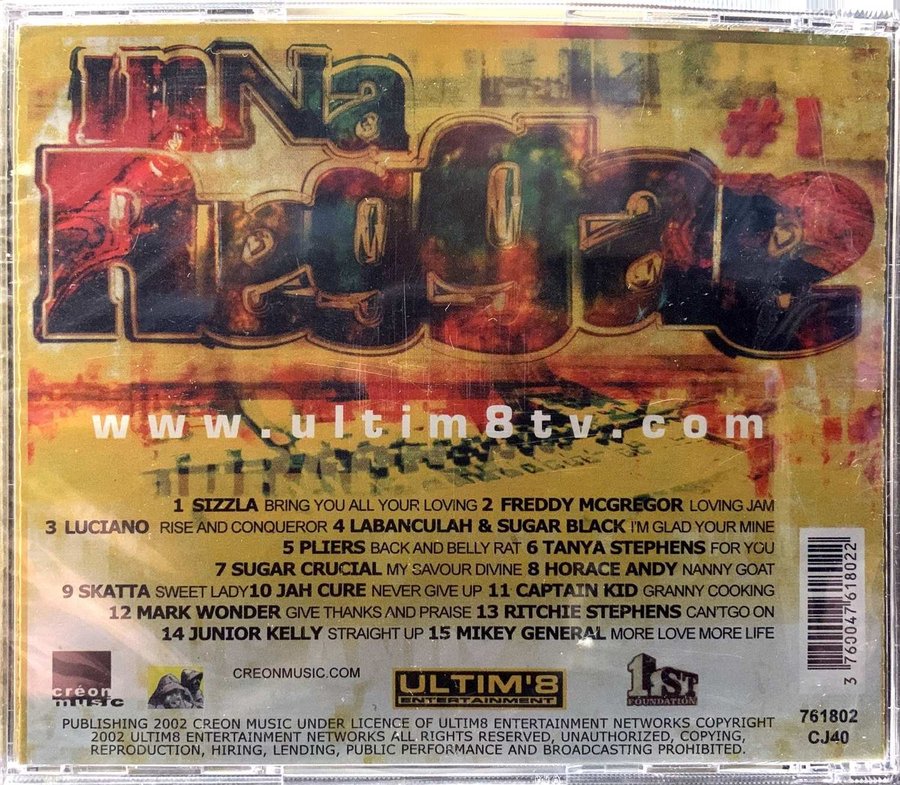 inNa
Reggae
#1
www.ultim8tv.com
1 SIZZLA BRING YOU ALL YOUR LOVING 2 FREDDY MCGREGOR LOVING JAM
3 LUCIANO RISE AND CONQUEROR 4 LABANCULAH & SUGAR BLACK I'M GLAD YOUR MINE
5 PLIERS BACK AND BELLY RAT 6 TANYA STEPHENS FOR YOU
7 SUGAR CRUCIAL MY SAVOUR DIVINE 8 HORACE ANDY NANNY GOAT
9 SKATTA SWEET LADY 10 JAH CURE NEVER GIVE UP 11 CAPTAIN KID GRANNY COOKING
12 MARK WONDER GIVE THANKS AND PRAISE 13 RITCHIE STEPHENS CAN'TGO ON
14 JUNIOR KELLY STRAIGHT UP 15 MIKEY GENERAL MORE LOVE MORE LIFE
3 760047 618022
créon
music
CREONMUSIC.COM
ULTIM'8
ENTERTAINMENT
1ST
FOUNDATION
PUBLISHING 2002 CREON MUSIC UNDER LICENCE OF ULTIM8 ENTERTAINMENT NETWORKS COPYRIGHT
2002 ULTIM8 ENTERTAINMENT NETWORKS ALL RIGHTS RESERVED, UNAUTHORIZED, COPYING,
REPRODUCTION, HIRING, LENDING, PUBLIC PERFORMANCE AND BROADCASTING PROHIBITED.
761802
CJ40